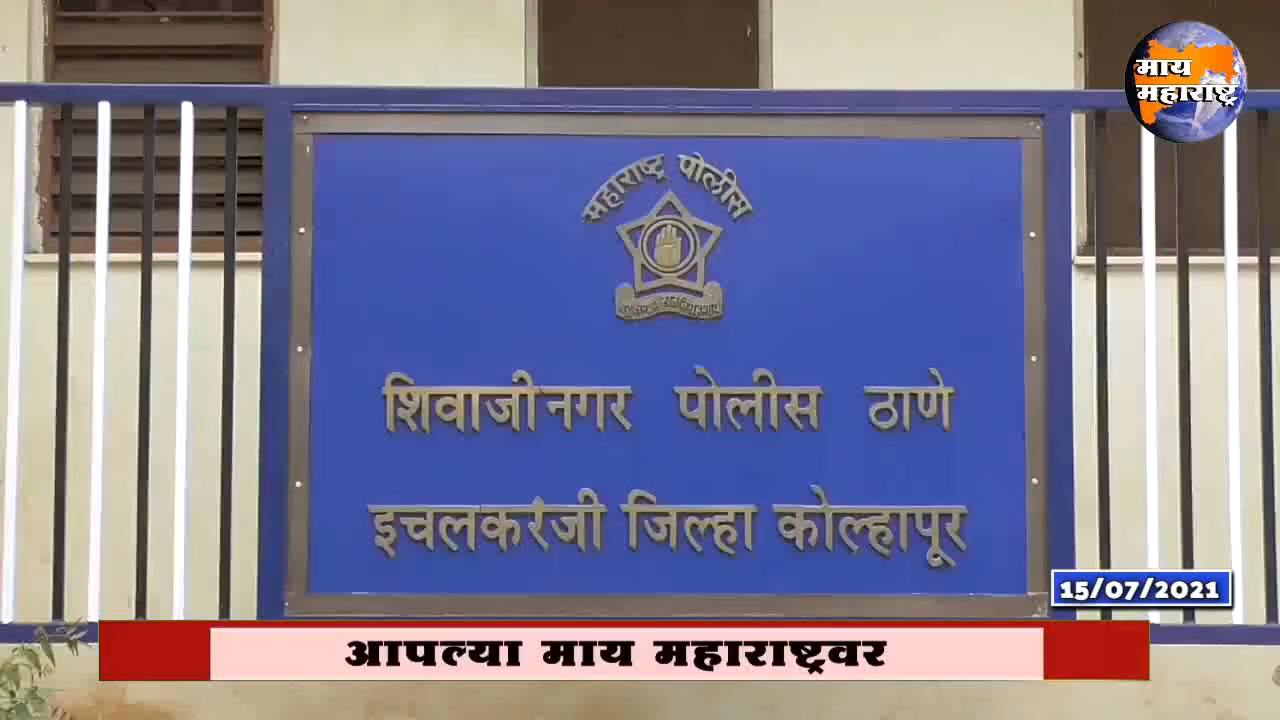 माय
महाराष्ट्र
महाराष्ट्र पोलीस
शिवाजीनगर पोलीस ठाणे
इचलकरंजी जिल्हा कोल्हापूर
15/07/2021
आपल्या माय महाराष्ट्रवर